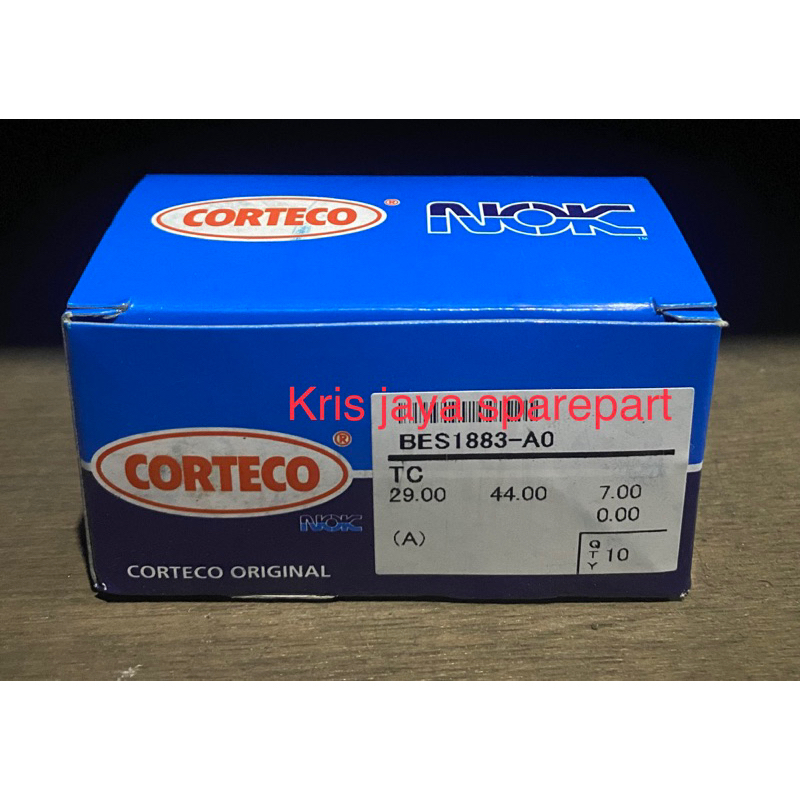 CORTECO ®
NOK ™
Kris jaya sparepart
BES1883-A0
TC
29.00 44.00 7.00
0.00
(A)
QTY 10
CORTECO ®
NOK
CORTECO ORIGINAL